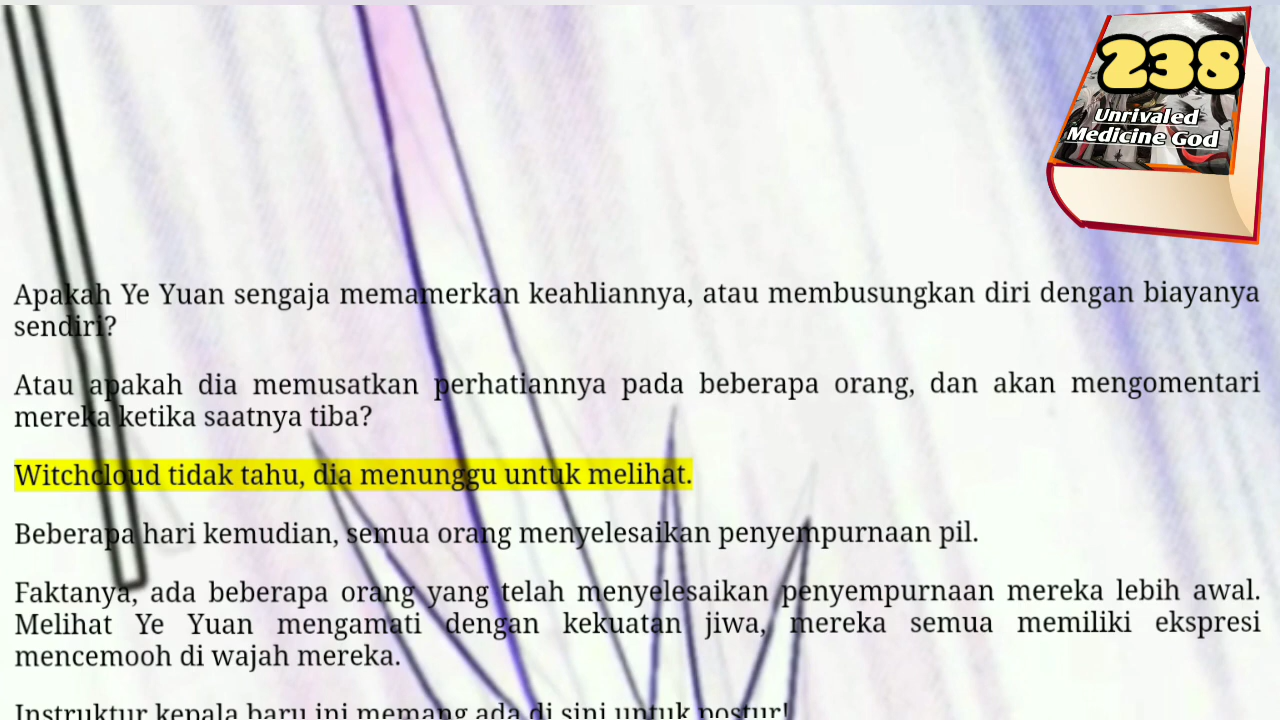 238
Unrivaled
Medicine God
Apakah Ye Yuan sengaja memamerkan keahliannya, atau membusungkan diri dengan biayanya
sendiri?
Atau apakah dia memusatkan perhatiannya pada beberapa orang, dan akan mengomentari
mereka ketika saatnya tiba?
Witchcloud tidak tahu, dia menunggu untuk melihat.
Beberapa hari kemudian, semua orang menyelesaikan penyempurnaan pil.
Faktanya, ada beberapa orang yang telah menyelesaikan penyempurnaan mereka lebih awal.
Melihat Ye Yuan mengamati dengan kekuatan jiwa, mereka semua memiliki ekspresi
mencemooh di wajah mereka.
Instruktur kepala baru ini memang ada di sini untuk postur!